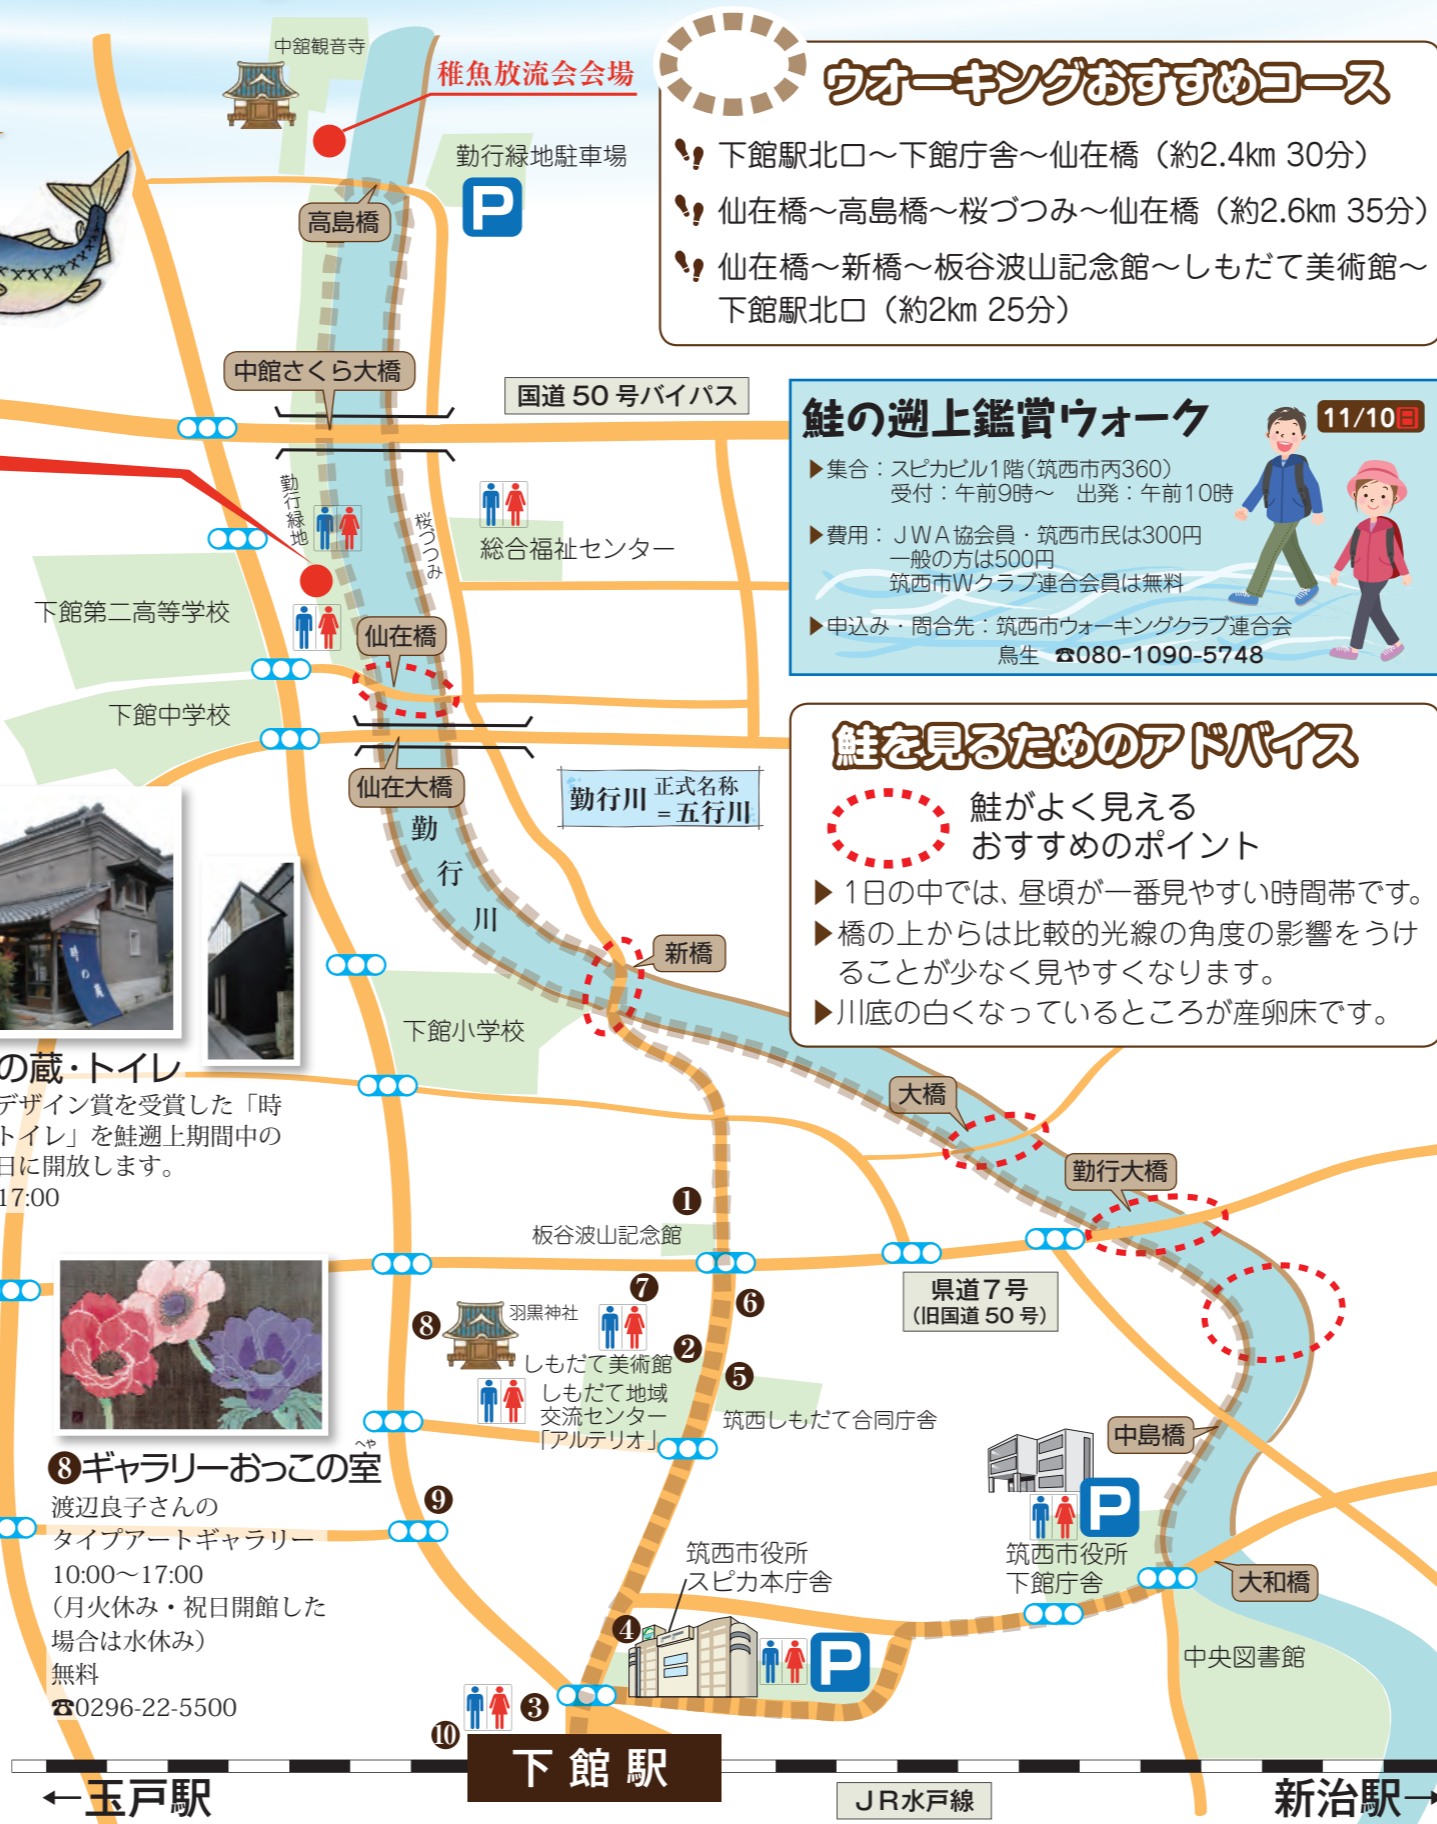 中舘観音寺
稚魚放流会会場
勤行緑地駐車場
P
高島橋
ウオーキングおすすめコース
下館駅北口～下館庁舎～仙在橋（約2.4km 30分）
仙在橋～高島橋～桜づつみ～仙在橋（約2.6km 35分）
仙在橋～新橋～板谷波山記念館～しもだて美術館～
下館駅北口（約2km 25分）
中館さくら大橋
国道50号バイパス
鮭の遡上鑑賞ウォーク
11/10日
▶集合：スピカビル1階（筑西市丙360）
受付：午前9時～ 出発：午前10時
▶費用：JWA協会員・筑西市民は300円
一般の方は500円
筑西市Wクラブ連合会員は無料
▶申込み・問合先：筑西市ウォーキングクラブ連合会
鳥生 ☎080-1090-5748
勤行緑地
桜づつみ
総合福祉センター
下館第二高等学校
仙在橋
下館中学校
仙在大橋
勤行川 正式名称
＝五行川
勤行川
鮭を見るためのアドバイス
鮭がよく見える
おすすめのポイント
▶1日の中では、昼頃が一番見やすい時間帯です。
▶橋の上からは比較的光線の角度の影響をうけ
ることが少なく見やすくなります。
▶川底の白くなっているところが産卵床です。
時の蔵
新橋
下館小学校
の蔵・トイレ
デザイン賞を受賞した「時
トイレ」を鮭遡上期間中の
日に開放します。
17:00
大橋
勤行大橋
❶
板谷波山記念館
県道7号
（旧国道50号）
❼
❻
❽
羽黒神社
❷
しもだて美術館
❺
しもだて地域
交流センター
「アルテリオ」
筑西しもだて合同庁舎
中島橋
❽ギャラリーおっこの室
へや
渡辺良子さんの
タイプアートギャラリー
10:00～17:00
（月火休み・祝日開館した
場合は水休み）
無料
☎0296-22-5500
❾
P
筑西市役所
スピカ本庁舎
筑西市役所
下館庁舎
大和橋
❹
P
中央図書館
❸
❿
下館駅
←玉戸駅
JR水戸線
新治駅→